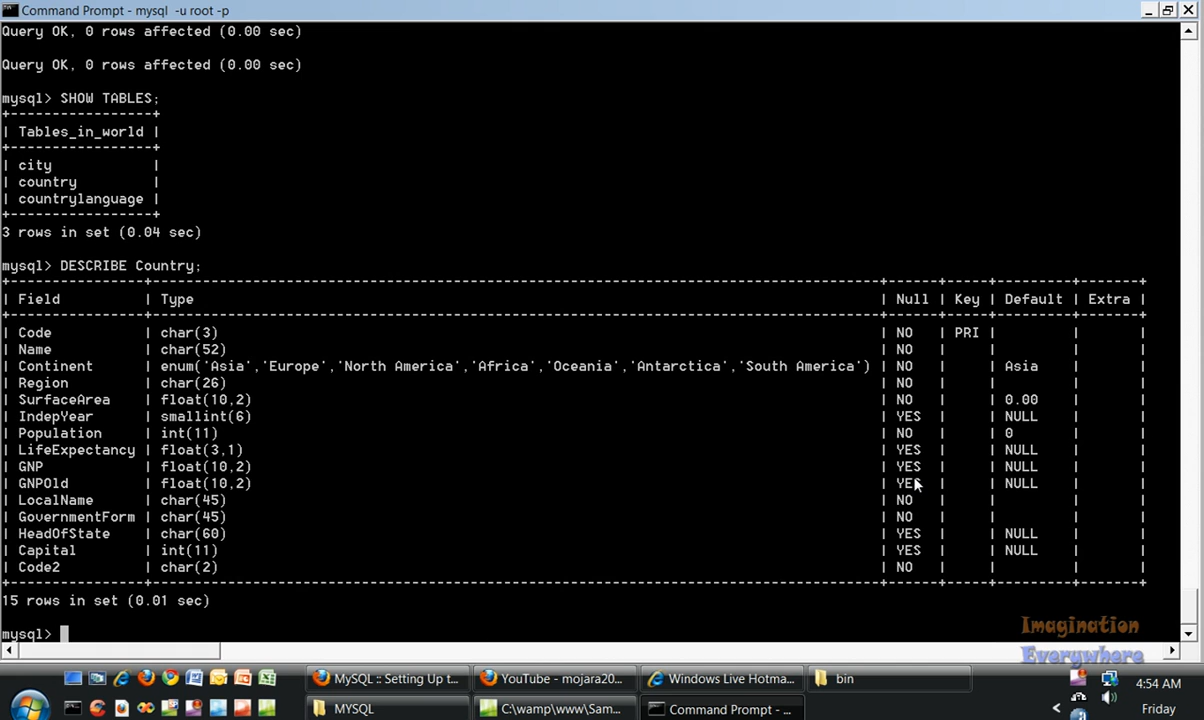 Command Prompt - mysql -u root -p
Query OK, 0 rows affected (0.00 sec)
Query OK, 0 rows affected (0.00 sec)
mysql> SHOW TABLES;
+-----------------+
| Tables_in_world |
+-----------------+
| city            |
| country         |
| countrylanguage |
+-----------------+
3 rows in set (0.04 sec)
mysql> DESCRIBE Country;
| Field | Type | Null | Key | Default | Extra |
| Code | char(3) | NO | PRI | | |
| Name | char(52) | NO | | | |
| Continent | enum('Asia','Europe','North America','Africa','Oceania','Antarctica','South America') | NO | | Asia | |
| Region | char(26) | NO | | | |
| SurfaceArea | float(10,2) | NO | | 0.00 | |
| IndepYear | smallint(6) | YES | | NULL | |
| Population | int(11) | NO | | 0 | |
| LifeExpectancy | float(3,1) | YES | | NULL | |
| GNP | float(10,2) | YES | | NULL | |
| GNPOld | float(10,2) | YES | | NULL | |
| LocalName | char(45) | NO | | | |
| GovernmentForm | char(45) | NO | | | |
| HeadOfState | char(60) | YES | | NULL | |
| Capital | int(11) | YES | | NULL | |
| Code2 | char(2) | NO | | | |
15 rows in set (0.01 sec)
mysql>
Imagination
Everywhere
MySQL :: Setting Up t...
YouTube - mojara20...
Windows Live Hotma...
bin
4:54 AM
MYSQL
C:\wamp\www\Sam...
Command Prompt - ...
Friday